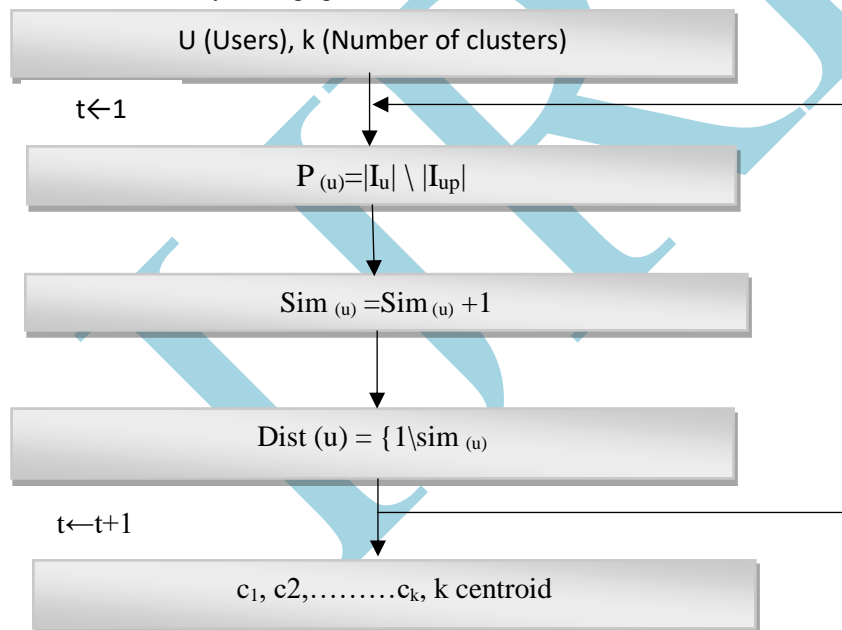 U (Users), k (Number of clusters)
t←1
P (u)=|Iu| \ |Iup|
Sim (u) =Sim (u) +1
Dist (u) = {1\sim (u)
t←t+1
c1, c2,.........ck, k centroid